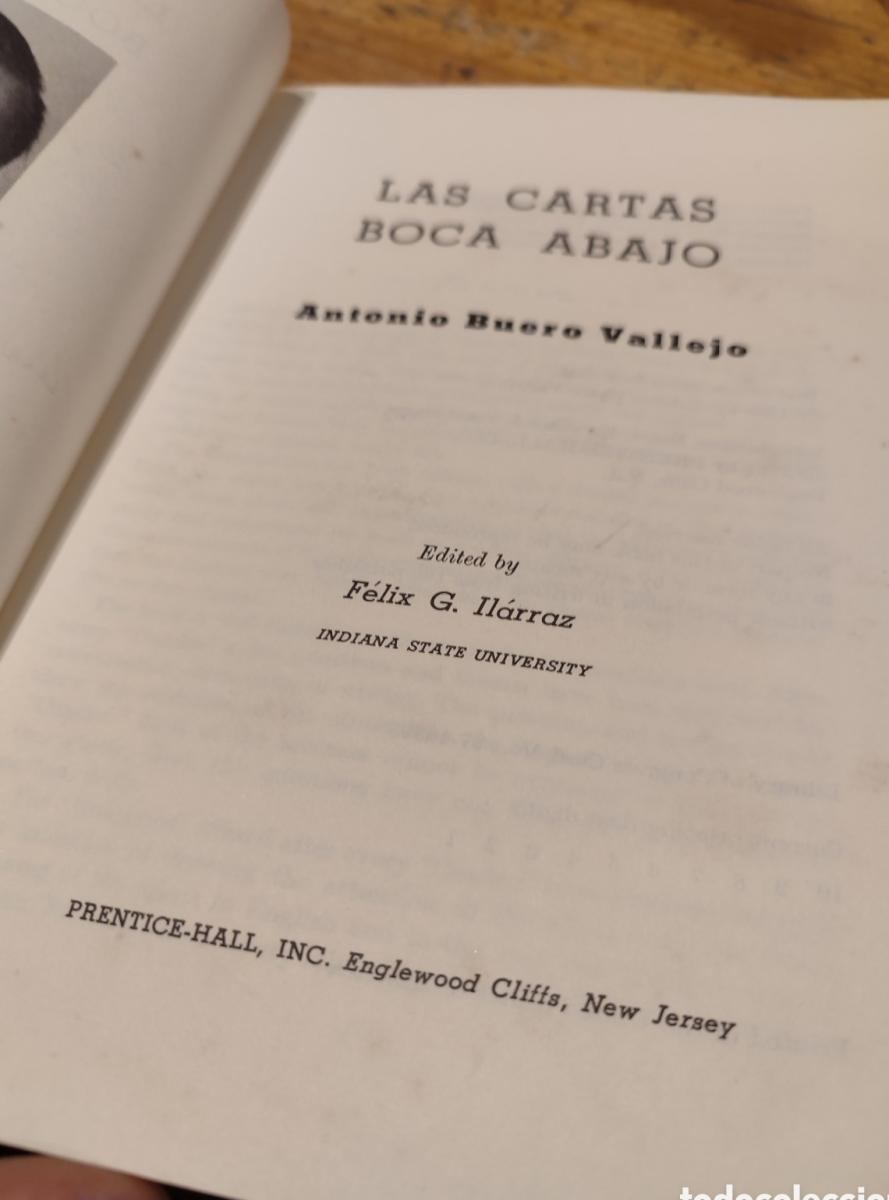 LAS CARTAS
BOCA ABAJO
Antonio Buero Vallejo
Edited by
Félix G. Ilárraz
INDIANA STATE UNIVERSITY
PRENTICE-HALL, INC. Englewood Cliffs, New Jersey